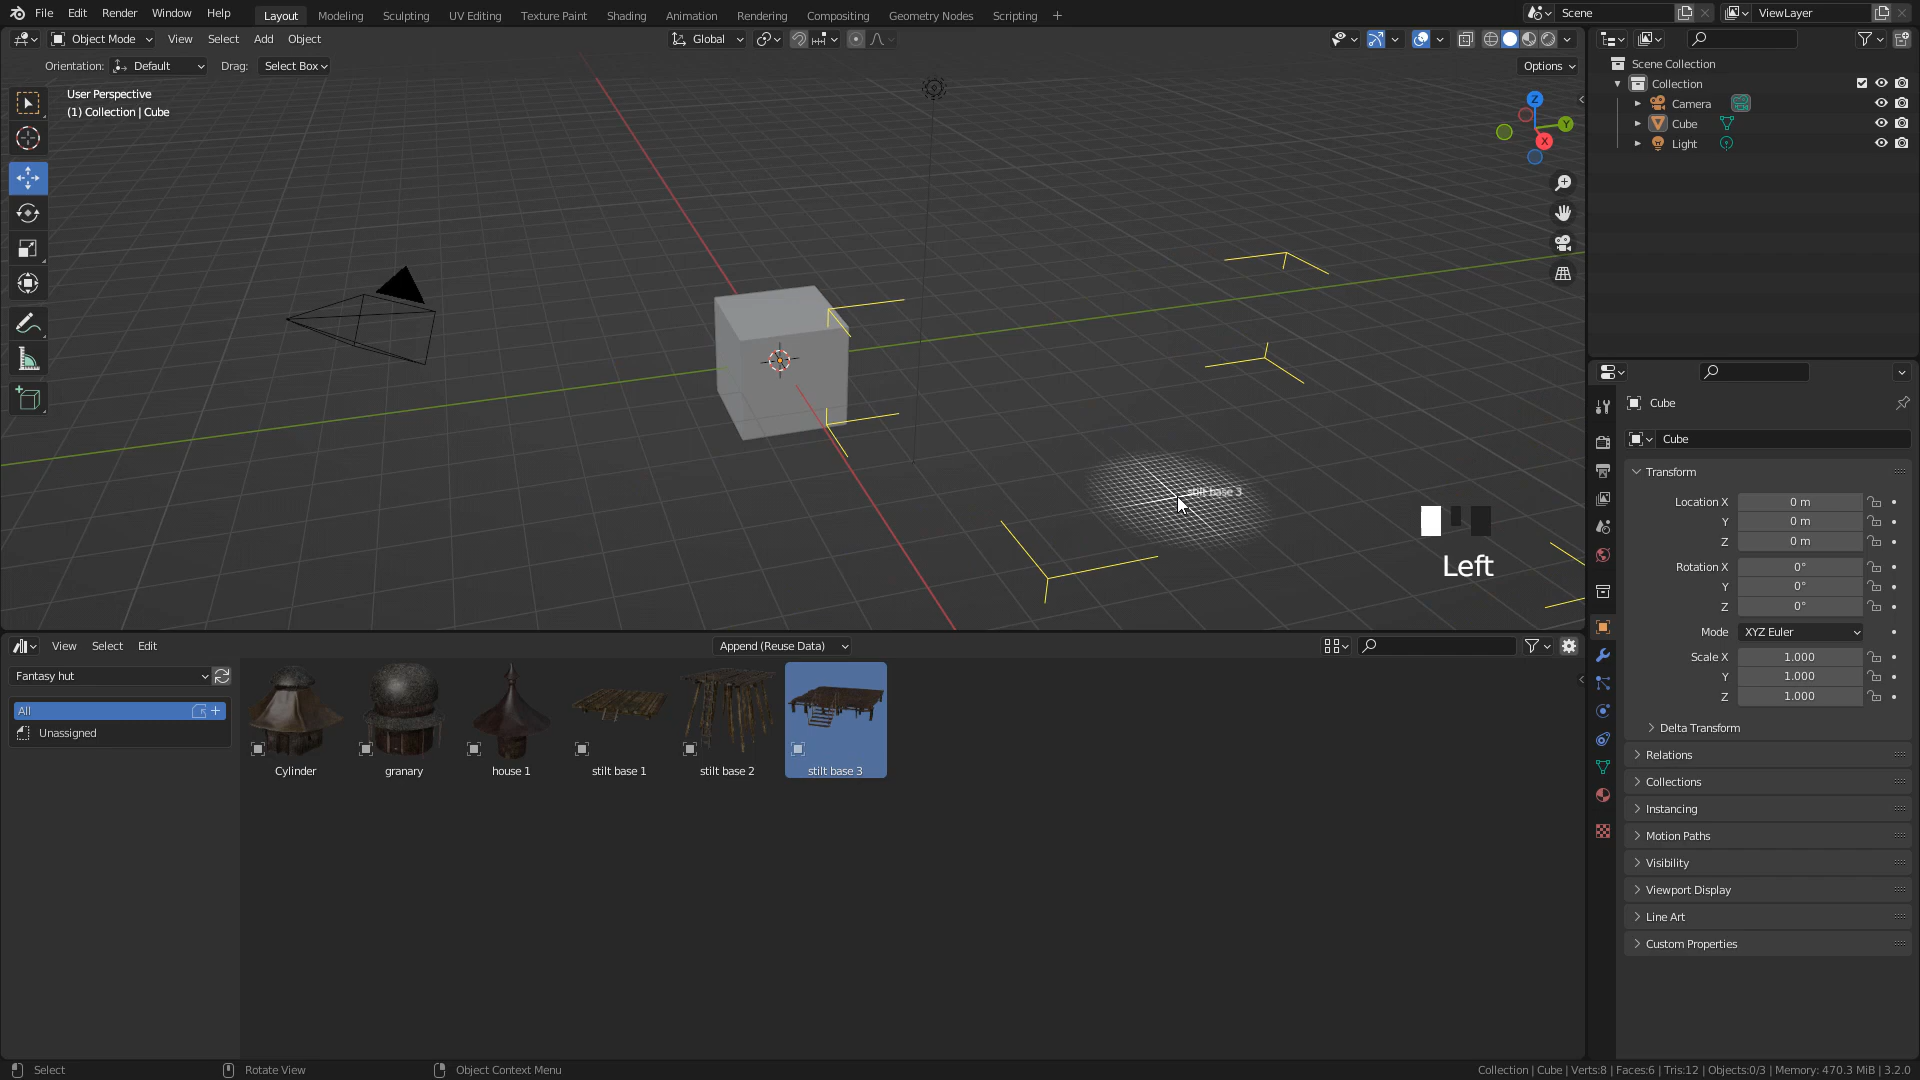 File Edit Render Window Help Layout Modeling Sculpting UV Editing Texture Paint Shading Animation Rendering Compositing Geometry Nodes Scripting + Scene ViewLayer
Object Mode View Select Add Object Global
Orientation: Default Drag: Select Box Options
User Perspective
(1) Collection | Cube
Z
Y
X
stilt base 3
Left
Scene Collection
Collection
Camera
Cube
Light
Cube
Cube
Transform
Location X 0 m
Y 0 m
Z 0 m
Rotation X 0°
Y 0°
Z 0°
Mode XYZ Euler
Scale X 1.000
Y 1.000
Z 1.000
Delta Transform
Relations
Collections
Instancing
Motion Paths
Visibility
Viewport Display
Line Art
Custom Properties
View Select Edit Append (Reuse Data)
Fantasy hut
All
Unassigned
Cylinder granary house 1 stilt base 1 stilt base 2 stilt base 3
Select Rotate View Object Context Menu Collection | Cube | Verts:8 | Faces:6 | Tris:12 | Objects:0/3 | Memory: 470.3 MiB | 3.2.0